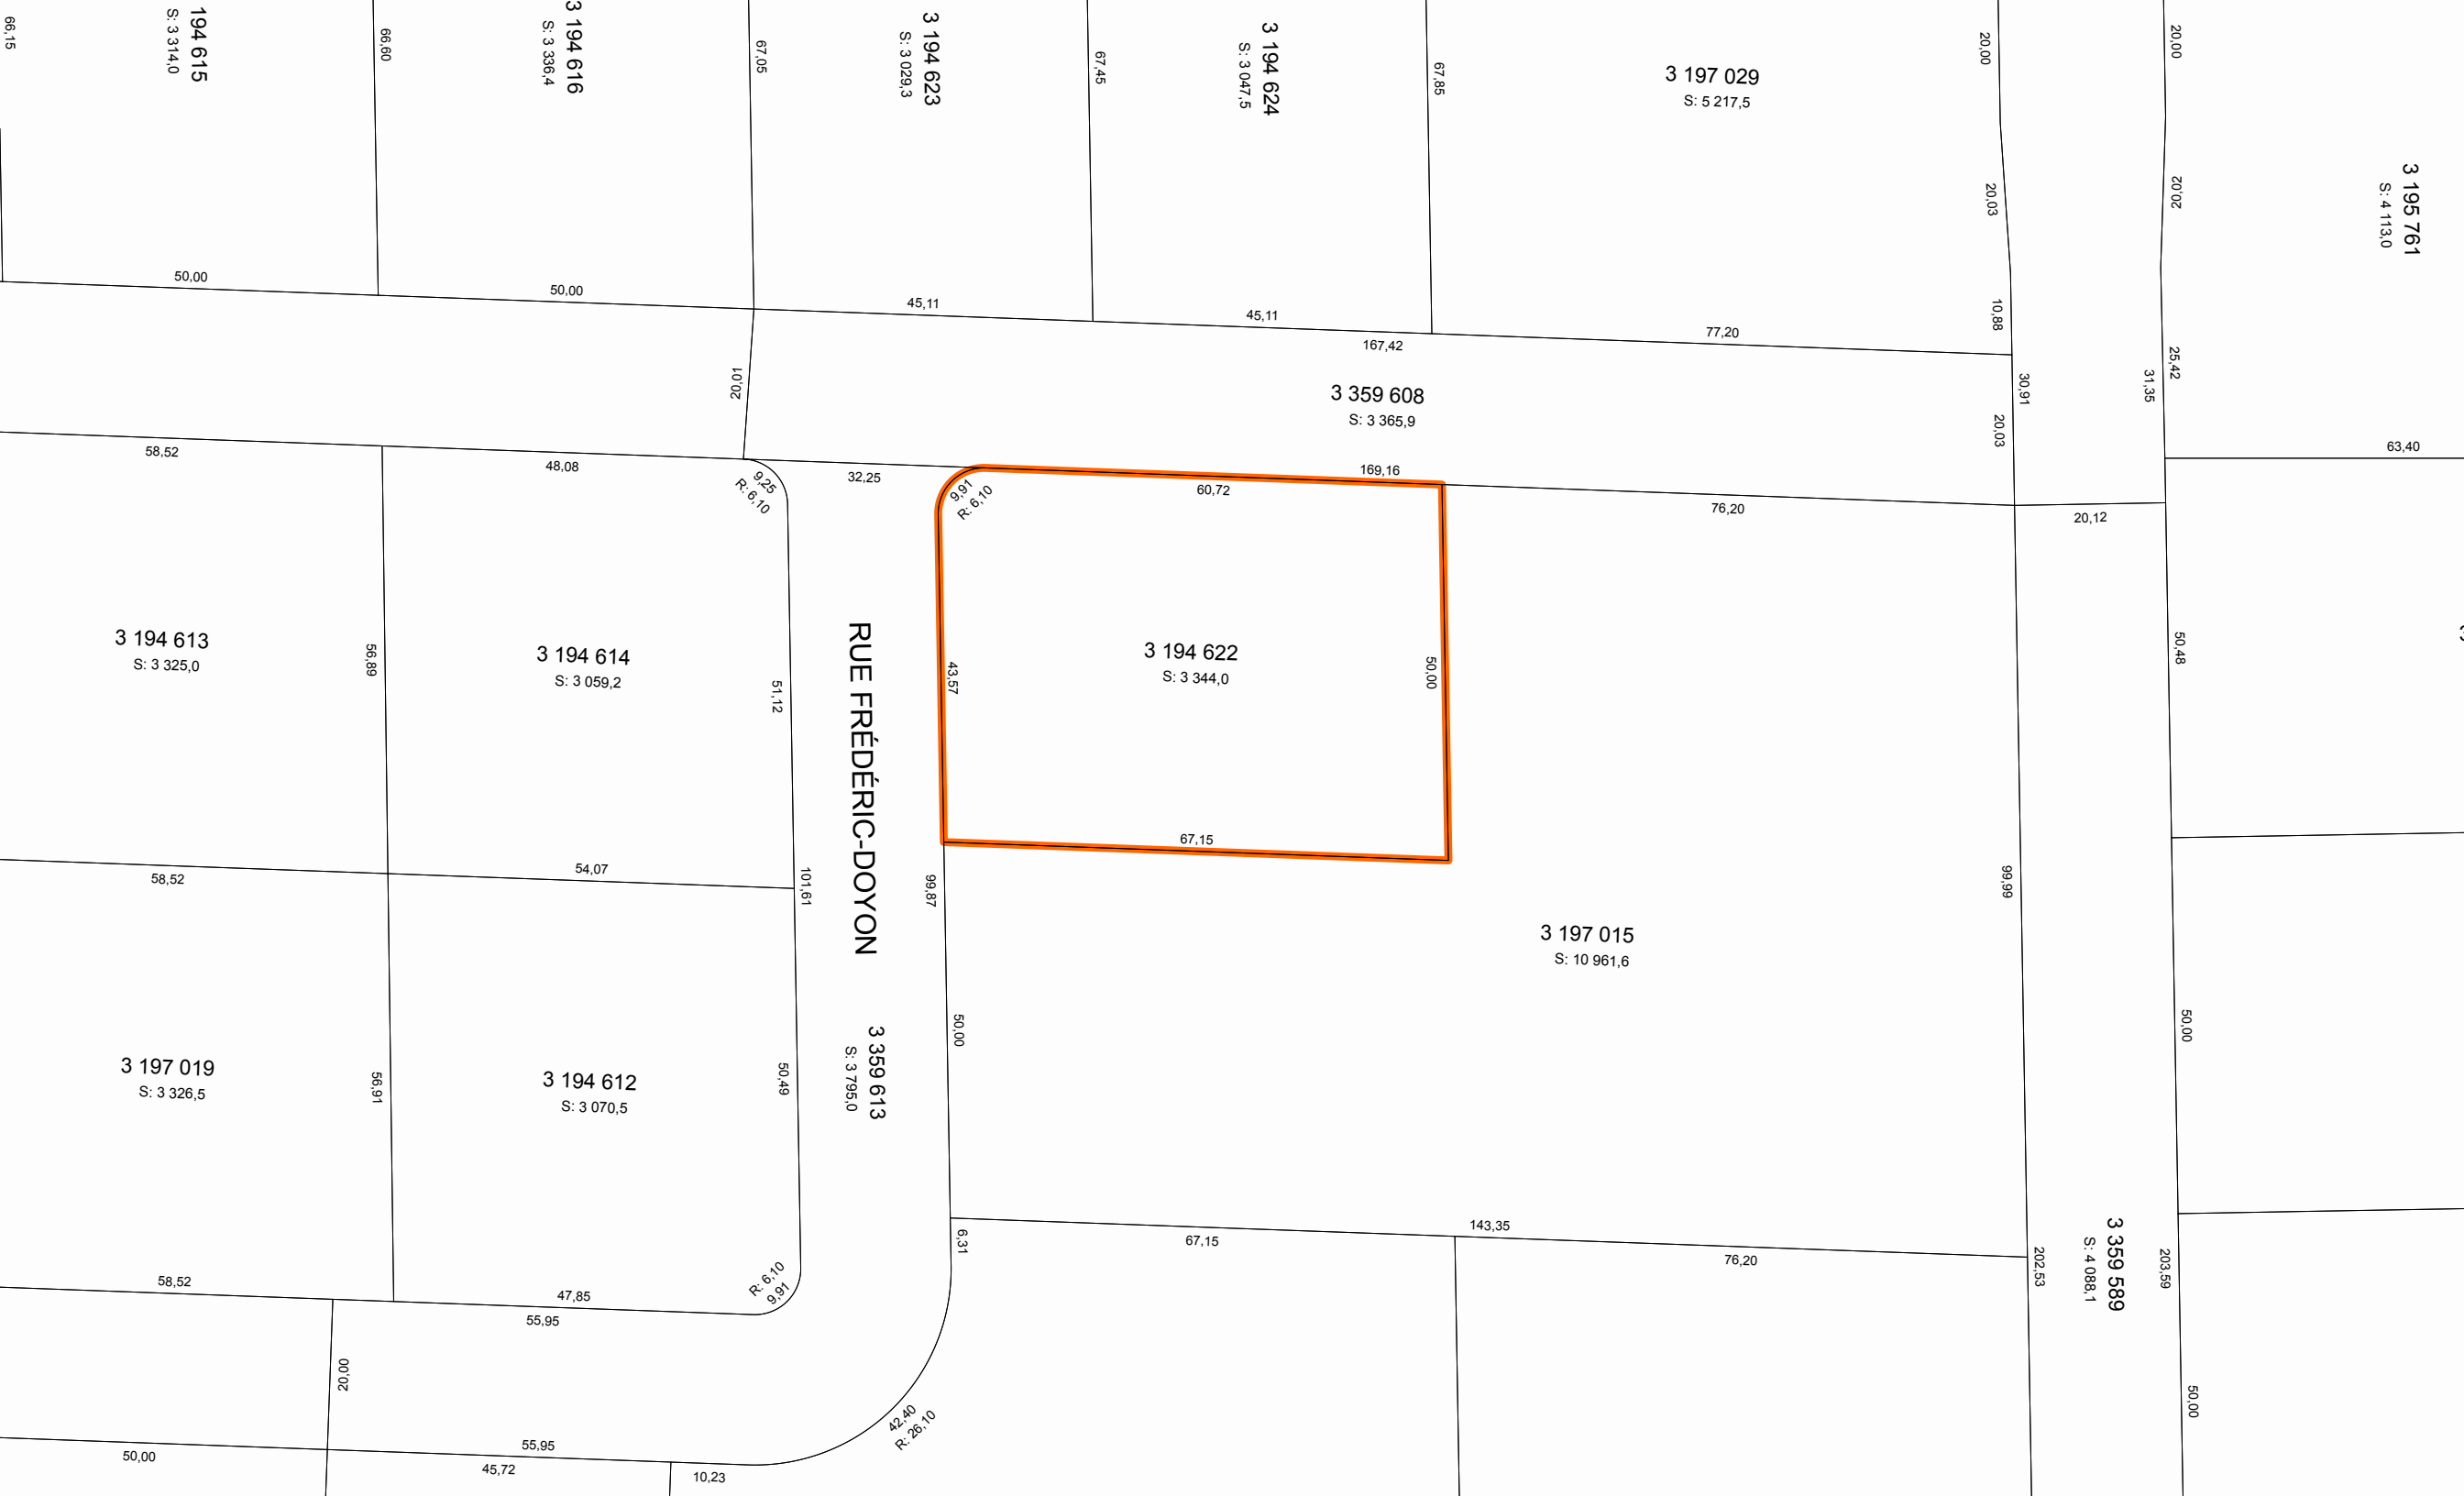 66,15
194 615
S: 3 314,0
66,60
3 194 616
S: 3 336,4
67,05
3 194 623
S: 3 029,3
67,45
3 194 624
S: 3 047,5
67,85
3 197 029
S: 5 217,5
20,00
20,00
20,03
20,02
3 195 761
S: 4 113,0
50,00
50,00
45,11
45,11
77,20
10,88
167,42
25,42
20,01
3 359 608
S: 3 365,9
30,91
31,35
20,03
63,40
58,52
48,08
9,25
R: 6,10
32,25
9,91
R: 6,10
169,16
60,72
76,20
20,12
3 194 613
S: 3 325,0
56,89
3 194 614
S: 3 059,2
51,12
RUE FRÉDÉRIC-DOYON
43,57
3 194 622
S: 3 344,0
50,00
50,48
67,15
58,52
54,07
101,61
99,87
99,99
3 197 015
S: 10 961,6
3 197 019
S: 3 326,5
56,91
3 194 612
S: 3 070,5
50,49
3 359 613
S: 3 795,0
50,00
50,00
6,31
67,15
143,35
76,20
202,53
3 359 589
S: 4 088,1
203,59
58,52
47,85
R: 6,10
9,91
55,95
20,00
50,00
42,40
R: 26,10
55,95
50,00
45,72
10,23